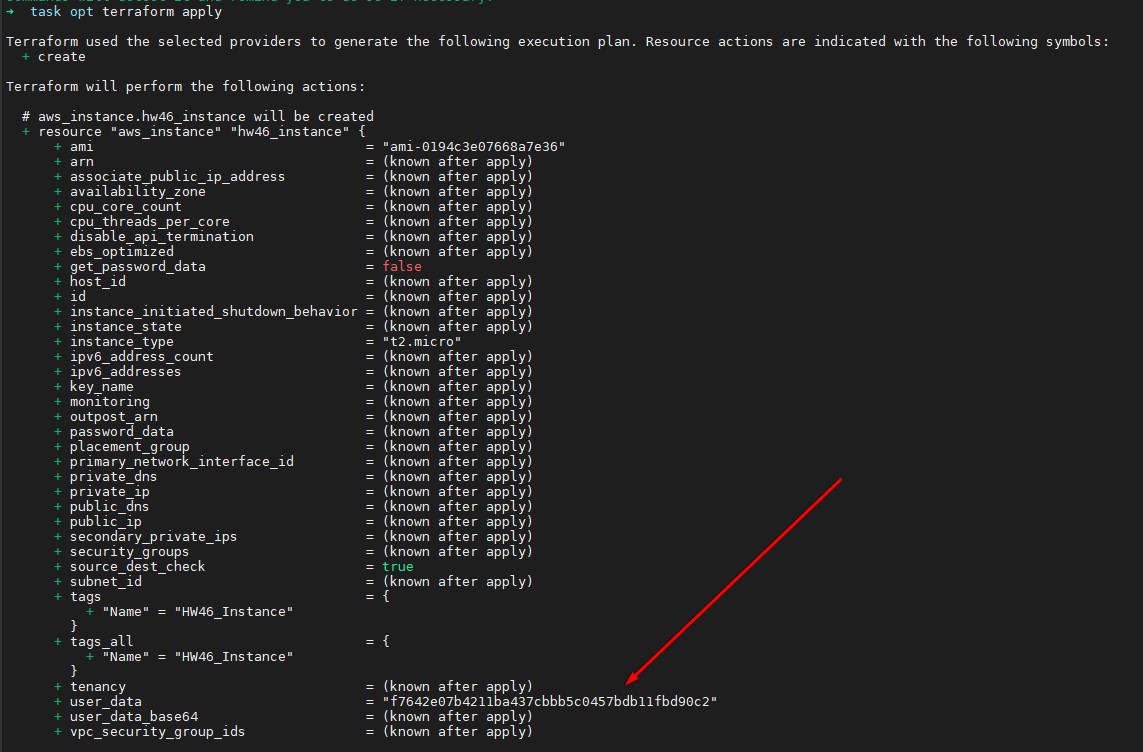 → task opt terraform apply
Terraform used the selected providers to generate the following execution plan. Resource actions are indicated with the following symbols:
+ create
Terraform will perform the following actions:
# aws_instance.hw46_instance will be created
+ resource "aws_instance" "hw46_instance" {
+ ami = "ami-0194c3e07668a7e36"
+ arn = (known after apply)
+ associate_public_ip_address = (known after apply)
+ availability_zone = (known after apply)
+ cpu_core_count = (known after apply)
+ cpu_threads_per_core = (known after apply)
+ disable_api_termination = (known after apply)
+ ebs_optimized = (known after apply)
+ get_password_data = false
+ host_id = (known after apply)
+ id = (known after apply)
+ instance_initiated_shutdown_behavior = (known after apply)
+ instance_state = (known after apply)
+ instance_type = "t2.micro"
+ ipv6_address_count = (known after apply)
+ ipv6_addresses = (known after apply)
+ key_name = (known after apply)
+ monitoring = (known after apply)
+ outpost_arn = (known after apply)
+ password_data = (known after apply)
+ placement_group = (known after apply)
+ primary_network_interface_id = (known after apply)
+ private_dns = (known after apply)
+ private_ip = (known after apply)
+ public_dns = (known after apply)
+ public_ip = (known after apply)
+ secondary_private_ips = (known after apply)
+ security_groups = (known after apply)
+ source_dest_check = true
+ subnet_id = (known after apply)
+ tags = {
+ "Name" = "HW46_Instance"
}
+ tags_all = {
+ "Name" = "HW46_Instance"
}
+ tenancy = (known after apply)
+ user_data = "f7642e07b4211ba437cbbb5c0457bdb11fbd90c2"
+ user_data_base64 = (known after apply)
+ vpc_security_group_ids = (known after apply)